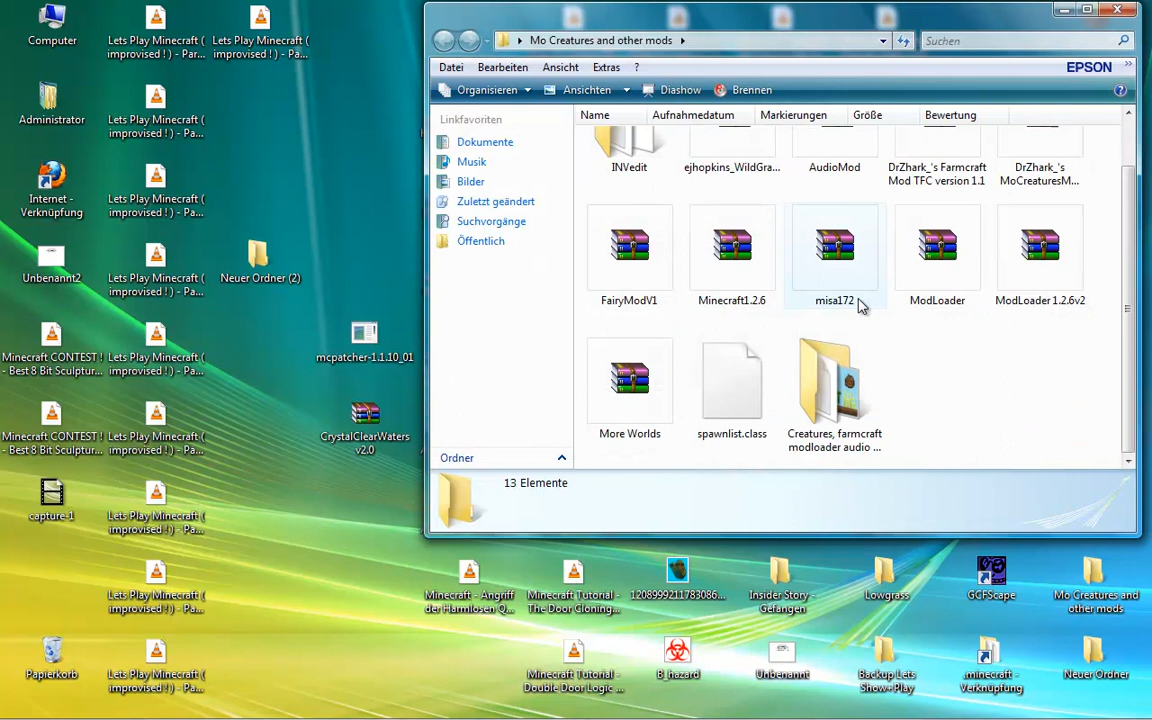 Computer
Lets Play Minecraft (
improvised ! ) - Par...
Lets Play Minecraft (
improvised ! ) - Pa...
Administrator
Lets Play Minecraft (
improvised ! ) - Pa...
Internet -
Verknüpfung
Lets Play Minecraft (
improvised ! ) - Pa...
Unbenannt2
Lets Play Minecraft (
improvised ! ) - Pa...
Neuer Ordner (2)
Minecraft CONTEST !
- Best 8 Bit Sculptur...
Lets Play Minecraft (
improvised ! ) - Pa...
mcpatcher-1.1.10_01
Minecraft CONTEST !
- Best 8 Bit Sculptur...
Lets Play Minecraft (
improvised ! ) - Pa...
CrystalClearWaters
v2.0
capture-1
Lets Play Minecraft (
improvised ! ) - Pa...
Lets Play Minecraft (
improvised ! ) - Pa...
Papierkorb
Lets Play Minecraft (
improvised ! ) - Pa...
Mo Creatures and other mods
Suchen
Datei Bearbeiten Ansicht Extras ?
EPSON
Organisieren Ansichten Diashow Brennen
Linkfavoriten
Dokumente
Musik
Bilder
Zuletzt geändert
Suchvorgänge
Öffentlich
Ordner
Name Aufnahmedatum Markierungen Größe Bewertung
INVedit
ejhopkins_WildGra...
AudioMod
DrZhark_'s Farmcraft
Mod TFC version 1.1
DrZhark_'s
MoCreaturesM...
FairyModV1
Minecraft1.2.6
misa172
ModLoader
ModLoader 1.2.6v2
More Worlds
spawnlist.class
Creatures, farmcraft
modloader audio ...
13 Elemente
Minecraft - Angriff
der Harmlosen Q...
Minecraft Tutorial -
The Door Cloning...
1208999211783086...
Insider Story -
Gefangen
Lowgrass
GCFScape
Mo Creatures and
other mods
Minecraft Tutorial -
Double Door Logic ...
B_hazard
Unbenannt
Backup Lets
Show+Play
.minecraft -
Verknüpfung
Neuer Ordner